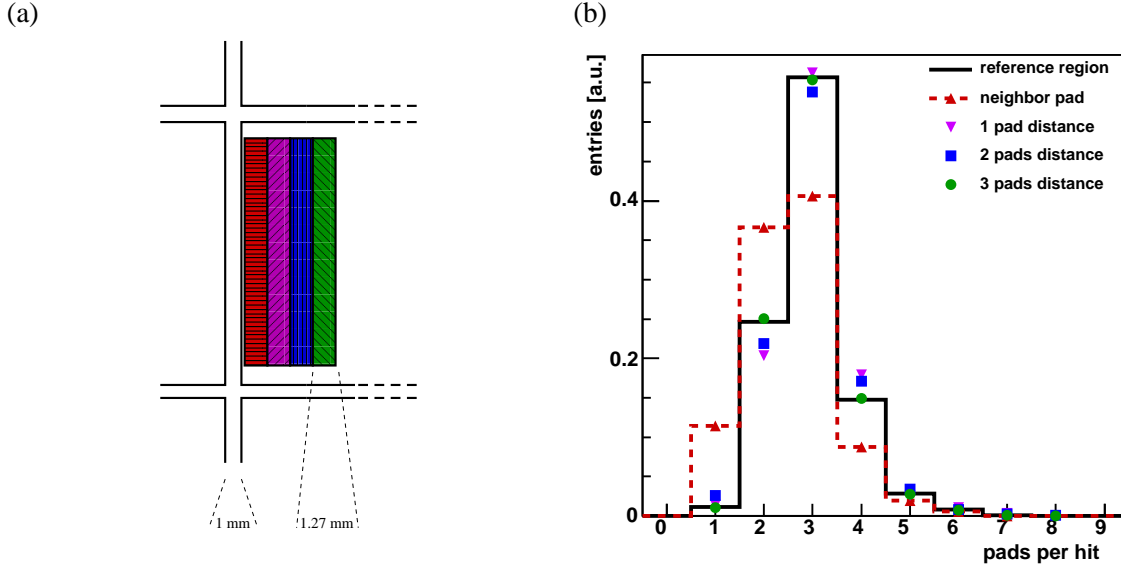 (a)
1 mm
1.27 mm
(b)
entries [a.u.]
0.4
0.2
0
reference region
neighbor pad
1 pad distance
2 pads distance
3 pads distance
0 1 2 3 4 5 6 7 8 9
pads per hit